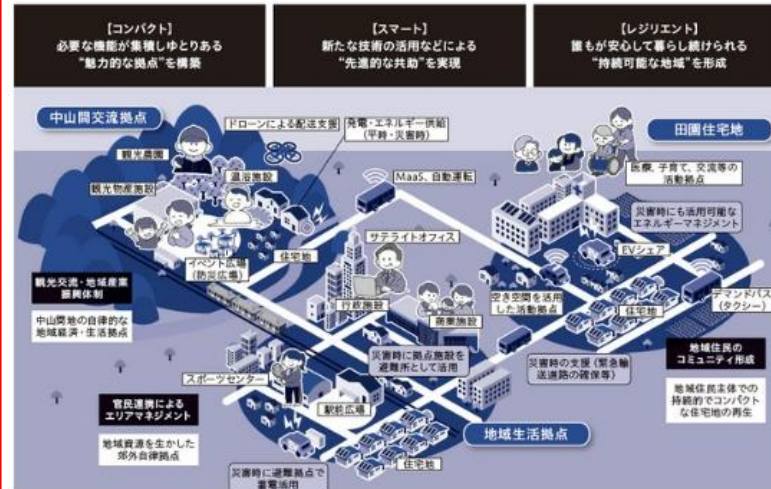 【コンパクト】
必要な機能が集積しゆとりある
“魅力的な拠点”を構築
【スマート】
新たな技術の活用などによる
“先進的な共助”を実現
【レジリエント】
誰もが安心して暮らし続けられる
“持続可能な地域”を形成
中山間交流拠点
ドローンによる配送支援
発電・エネルギー供給
(平時・災害時)
田園住宅地
観光農園
温浴施設
医療、子育て、交流等の
活動拠点
観光物産施設
MaaS、自動運転
災害時にも活用可能な
エネルギーマネジメント
サテライトオフィス
住宅地
イベント広場
(防災広場)
EVシェア
観光交流・地域産業
振興体制
行政施設
空き空間を活用
した活動拠点
住宅地
デマンドバス
(タクシー)
中山間地の自律的な
地域経済・生活拠点
商業施設
地域住民の
コミュニティ形成
災害時に拠点施設を
避難所として活用
災害時の支援(緊急輸
送道路の確保等)
スポーツセンター
地域住民主体での
持続的でコンパクト
な住宅地の再生
官民連携による
エリアマネジメント
駅前広場
地域生活拠点
地域資源を生かした
郊外自律拠点
住宅地
災害時に避難拠点で
蓄電活用